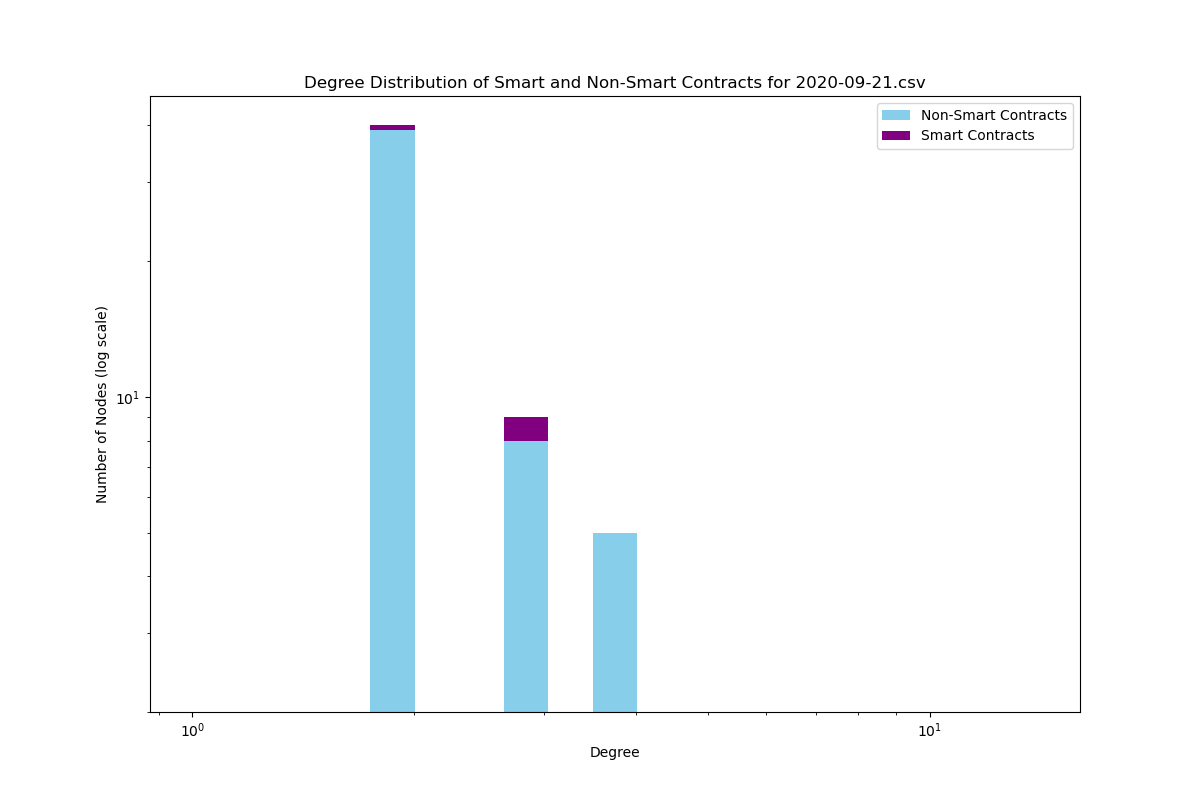 Degree Distribution of Smart and Non-Smart Contracts for 2020-09-21.csv
Non-Smart Contracts
Smart Contracts
Number of Nodes (log scale)
10¹
10⁰
10¹
Degree